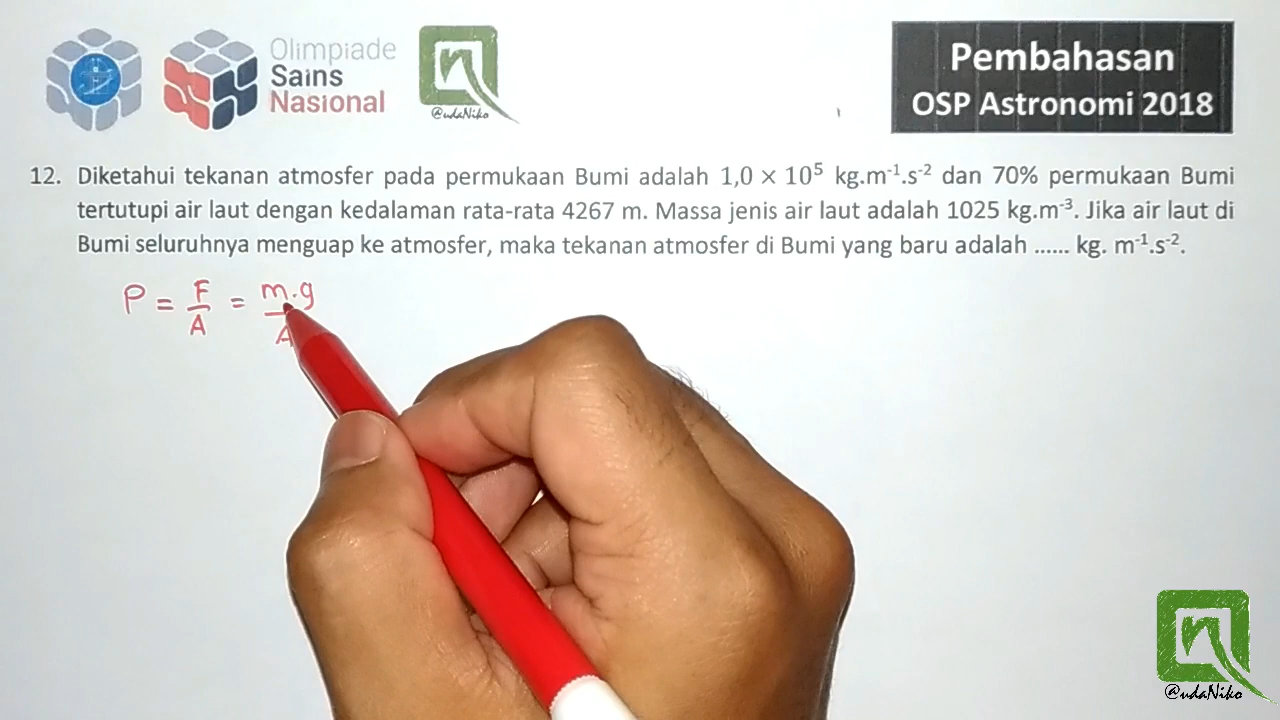 Olimpiade
Sains
Nasional
@udaNiko
Pembahasan
OSP Astronomi 2018
12. Diketahui tekanan atmosfer pada permukaan Bumi adalah 1,0 × 10⁵ kg.m⁻¹.s⁻² dan 70% permukaan Bumi
tertutupi air laut dengan kedalaman rata-rata 4267 m. Massa jenis air laut adalah 1025 kg.m⁻³. Jika air laut di
Bumi seluruhnya menguap ke atmosfer, maka tekanan atmosfer di Bumi yang baru adalah ...... kg. m⁻¹.s⁻².
P = F/A = m.g/A
@udaNiko